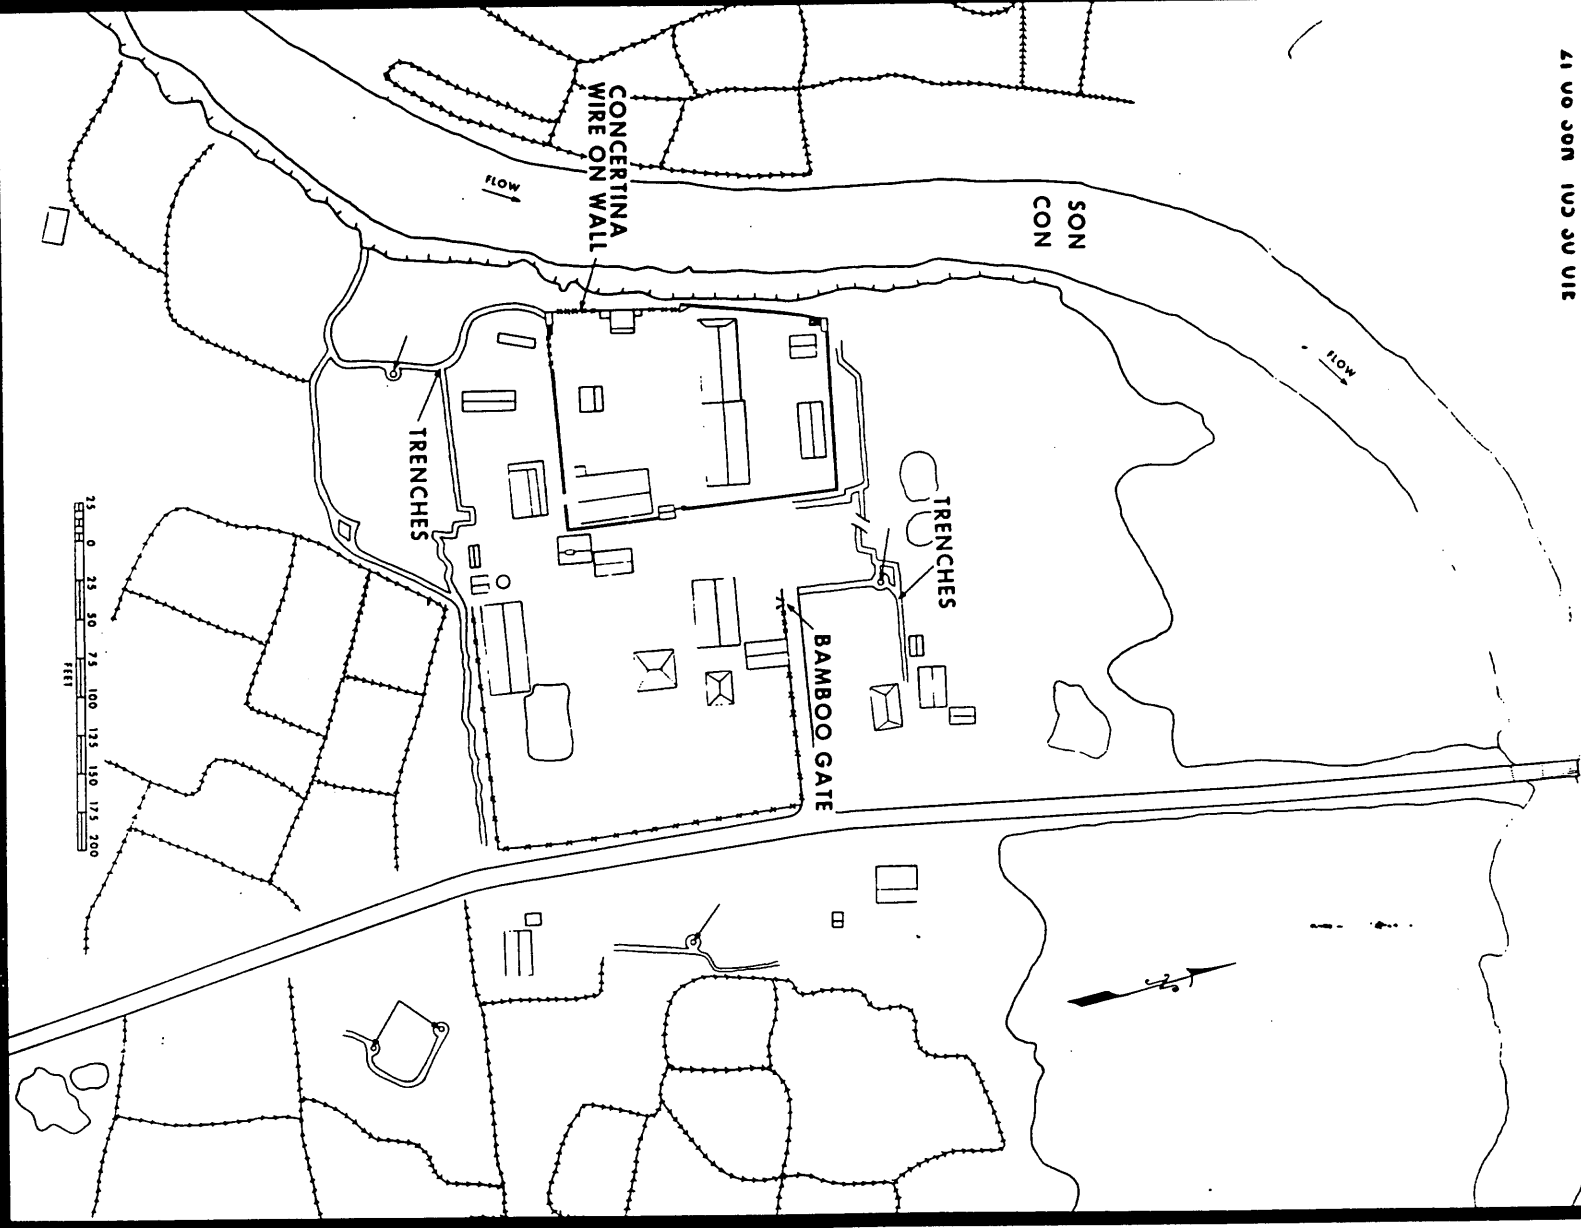 FLOW
N
SON
CON
TRENCHES
BAMBOO GATE
CONCERTINA
WIRE ON WALL
FLOW
TRENCHES
25 0 25 50 75 100 125 150 175 200
FEET